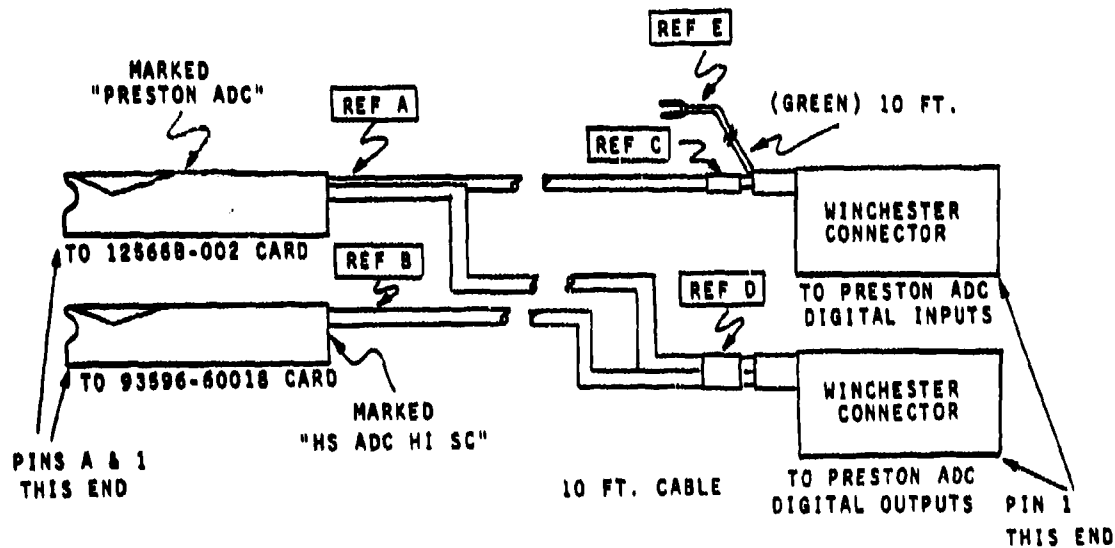 REF E
MARKED
"PRESTON ADC"
REF A
(GREEN) 10 FT.
REF C
WINCHESTER
CONNECTOR
TO 12566B-002 CARD
REF B
REF D
TO PRESTON ADC
DIGITAL INPUTS
TO 93596-60018 CARD
WINCHESTER
CONNECTOR
MARKED
"HS ADC HI SC"
PINS A & 1
THIS END
10 FT. CABLE
TO PRESTON ADC
DIGITAL OUTPUTS
PIN 1
THIS END